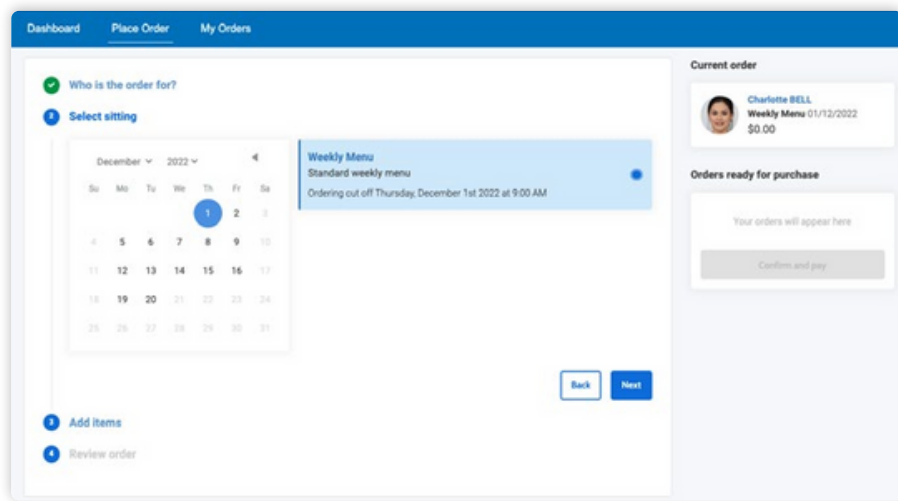 Dashboard Place Order My Orders
Who is the order for?
2 Select sitting
December 2022
Su Mo Tu We Th Fr Sa
1 2 3
4 5 6 7 8 9 10
11 12 13 14 15 16 17
18 19 20 21 22 23 24
25 26 27 28 29 30 31
Weekly Menu
Standard weekly menu
Ordering cut off Thursday, December 1st 2022 at 9:00 AM
Back Next
3 Add items
4 Review order
Current order
Charlotte BELL
Weekly Menu 01/12/2022
$0.00
Orders ready for purchase
Your orders will appear here
Confirm and pay